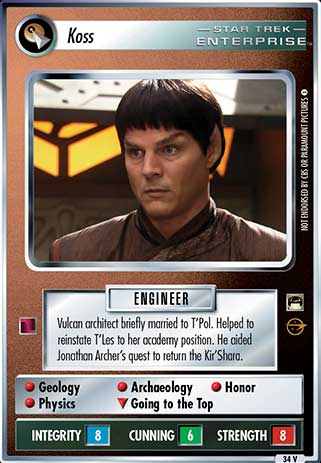 Koss
STAR TREK
ENTERPRISE™
NOT ENDORSED BY CBS OR PARAMOUNT PICTURES
ENGINEER
Vulcan architect briefly married to T'Pol. Helped to
reinstate T'Les to her academy position. He aided
Jonathan Archer's quest to return the Kir'Shara.
Geology Archaeology Honor
Physics Going to the Top
INTEGRITY 8 CUNNING 6 STRENGTH 8
34 V